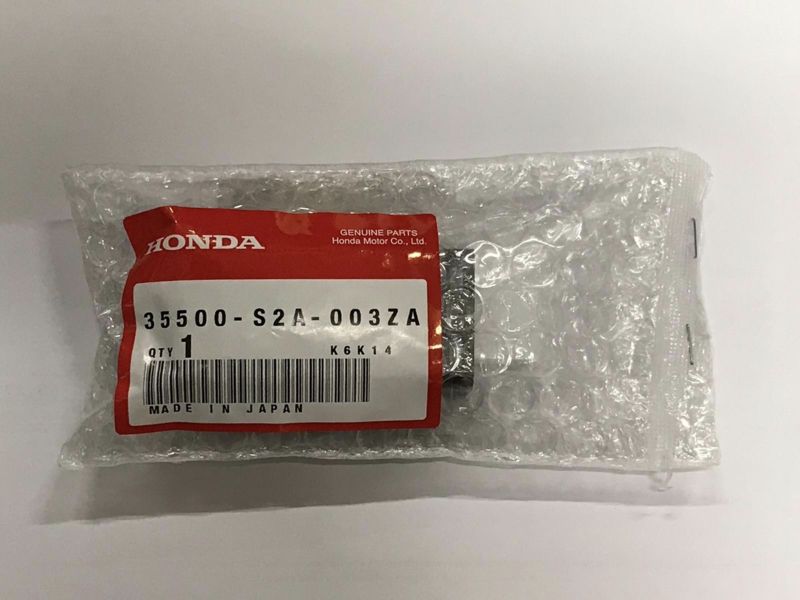 HONDA
GENUINE PARTS
Honda Motor Co., Ltd.
35500-S2A-003ZA
QTY 1 K6K14
MADE IN JAPAN